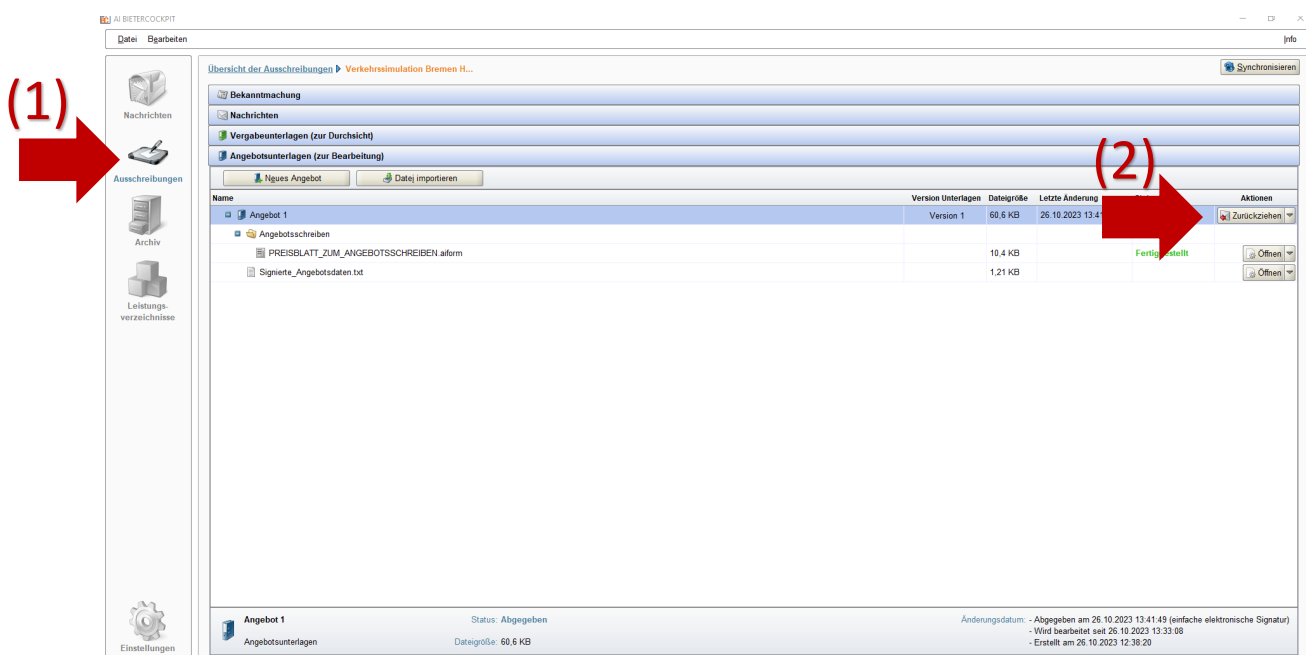 AI BIETERCOCKPIT
Datei Bearbeiten Info
Übersicht der Ausschreibungen Verkehrssimulation Bremen H... Synchronisieren
(1)
Nachrichten
Ausschreibungen
Archiv
Leistungs-
verzeichnisse
Einstellungen
Bekanntmachung
Nachrichten
Vergabeunterlagen (zur Durchsicht)
Angebotsunterlagen (zur Bearbeitung)
(2)
Neues Angebot Datei importieren
Name Version Unterlagen Dateigröße Letzte Änderung Aktionen
Angebot 1 Version 1 60,6 KB 26.10.2023 13:41 Zurückziehen
Angebotsschreiben
PREISBLATT_ZUM_ANGEBOTSSCHREIBEN.aiform 10,4 KB Fertiggestellt Öffnen
Signierte_Angebotsdaten.txt 1,21 KB Öffnen
Angebot 1 Status: Abgegeben Änderungsdatum: - Abgegeben am 26.10.2023 13:41:49 (einfache elektronische Signatur)
- Wird bearbeitet seit 26.10.2023 13:33:08
Angebotsunterlagen Dateigröße: 60,6 KB - Erstellt am 26.10.2023 12:38:20